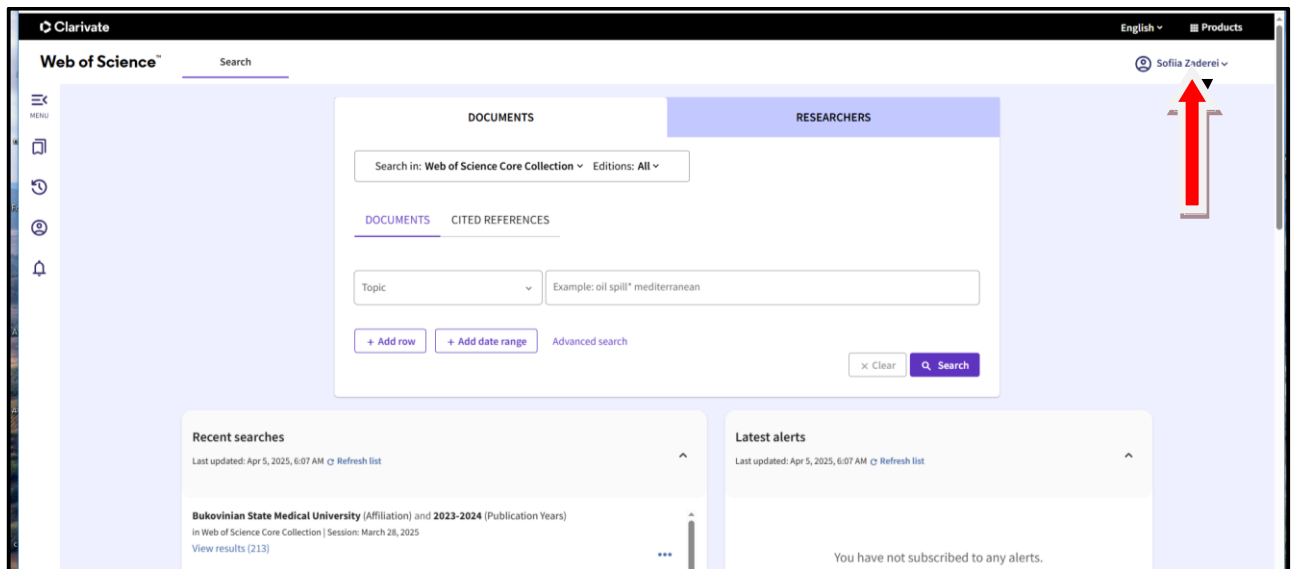 Clarivate
English
Products
Web of Science™
Search
Sofiia Zaderei
MENU
DOCUMENTS
RESEARCHERS
Search in: Web of Science Core Collection Editions: All
DOCUMENTS CITED REFERENCES
Topic
Example: oil spill* mediterranean
+ Add row
+ Add date range
Advanced search
× Clear
Search
Recent searches
Last updated: Apr 5, 2025, 6:07 AM Refresh list
Bukovinian State Medical University (Affiliation) and 2023-2024 (Publication Years)
in Web of Science Core Collection | Session: March 28, 2025
View results (213)
Latest alerts
Last updated: Apr 5, 2025, 6:07 AM Refresh list
You have not subscribed to any alerts.